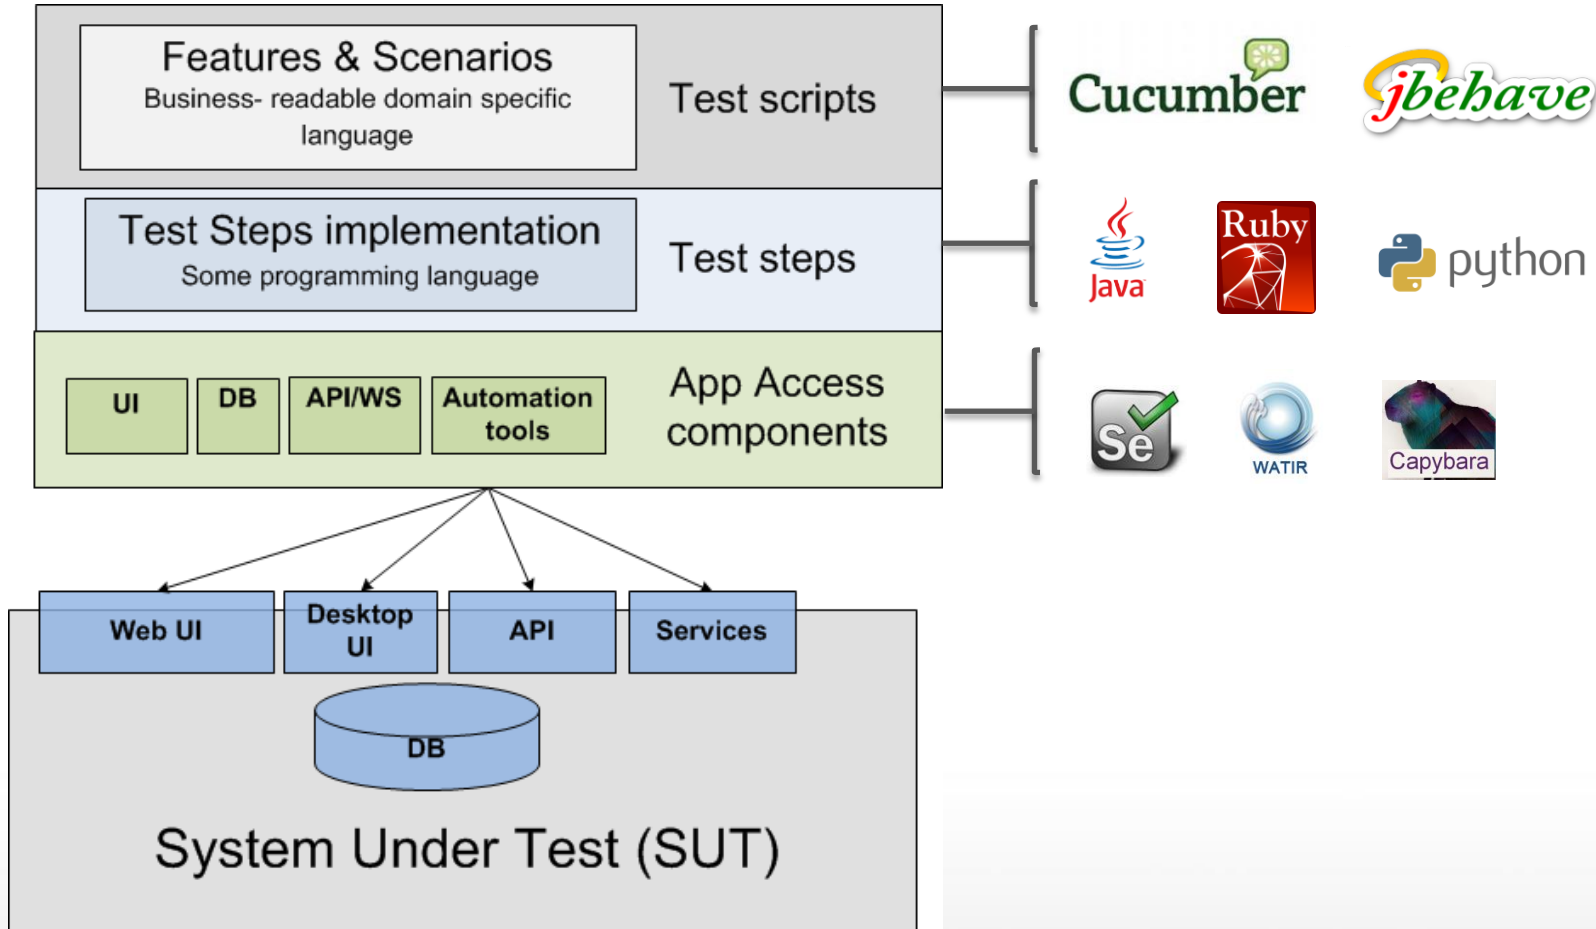 Features & Scenarios
Business- readable domain specific
language
Test scripts
Cucumber
jbehave
Test Steps implementation
Some programming language
Test steps
Java
Ruby
python
UI
DB
API/WS
Automation
tools
App Access
components
Se
WATIR
Capybara
Web UI
Desktop
UI
API
Services
DB
System Under Test (SUT)